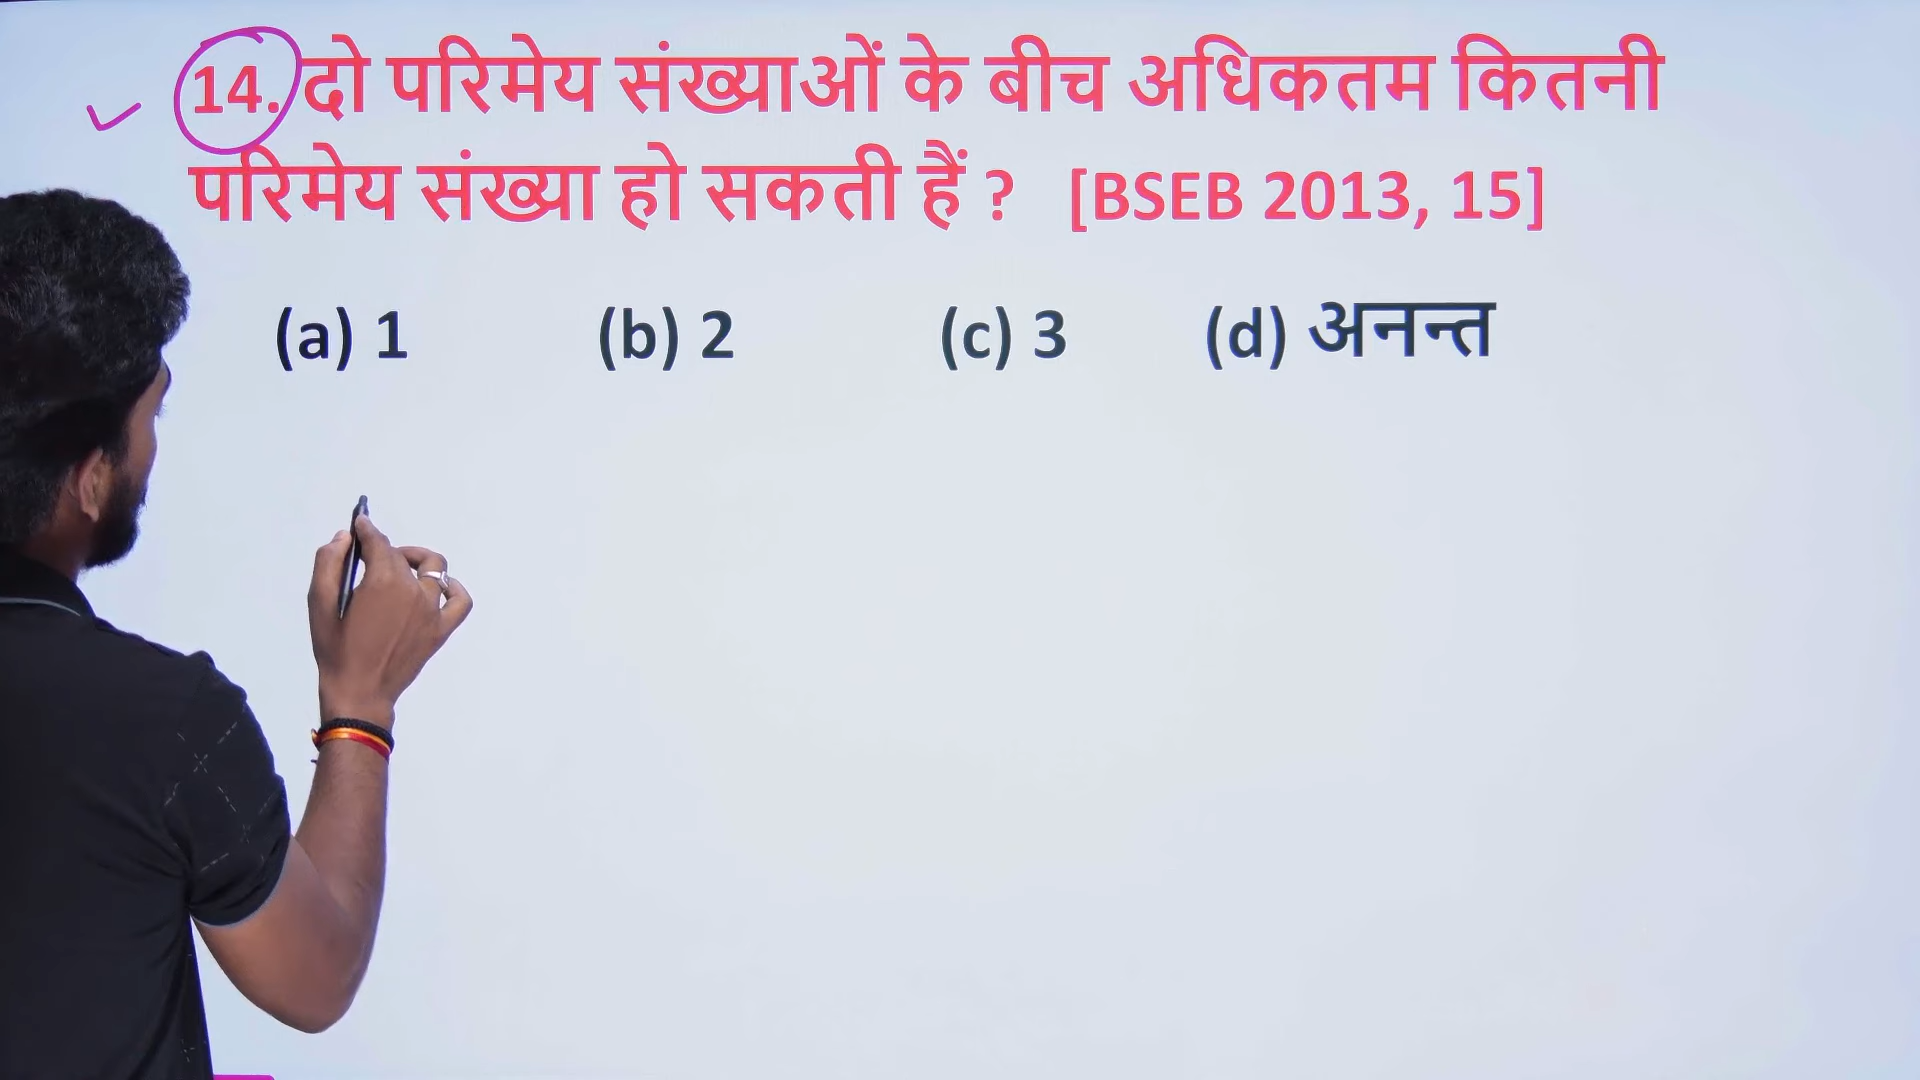 14. दो परिमेय संख्याओं के बीच अधिकतम कितनी
परिमेय संख्या हो सकती हैं ? [BSEB 2013, 15]
(a) 1 (b) 2 (c) 3 (d) अनन्त